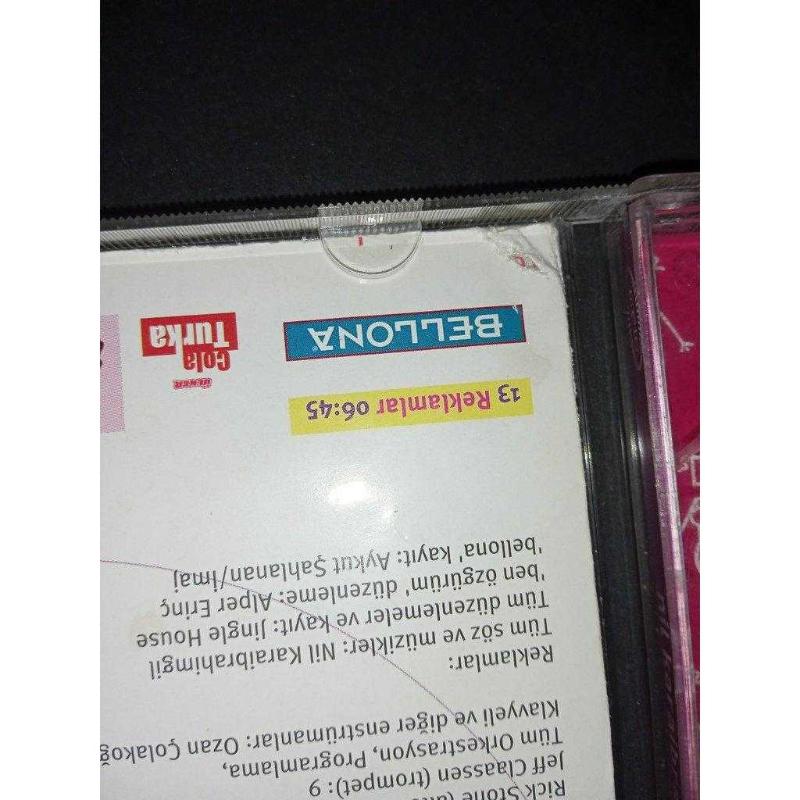 Rick Stone
Jeff Claassen (trompet): 9
Tüm Orkestrasyon, Programlama,
Klavyeli ve diğer enstrümanlar: Ozan
Reklamlar:
Tüm söz ve müzikler: Nil Karaibrahimgil
Tüm düzenlemeler ve kayıt: Jingle House
'ben özgürüm' düzenleme: Alper Erinç
'bellona' kayıt: Aykut Şahlanan/Imaj
13 Reklamlar 06:45
BELLONA
ÜLKER
Cola
Turka